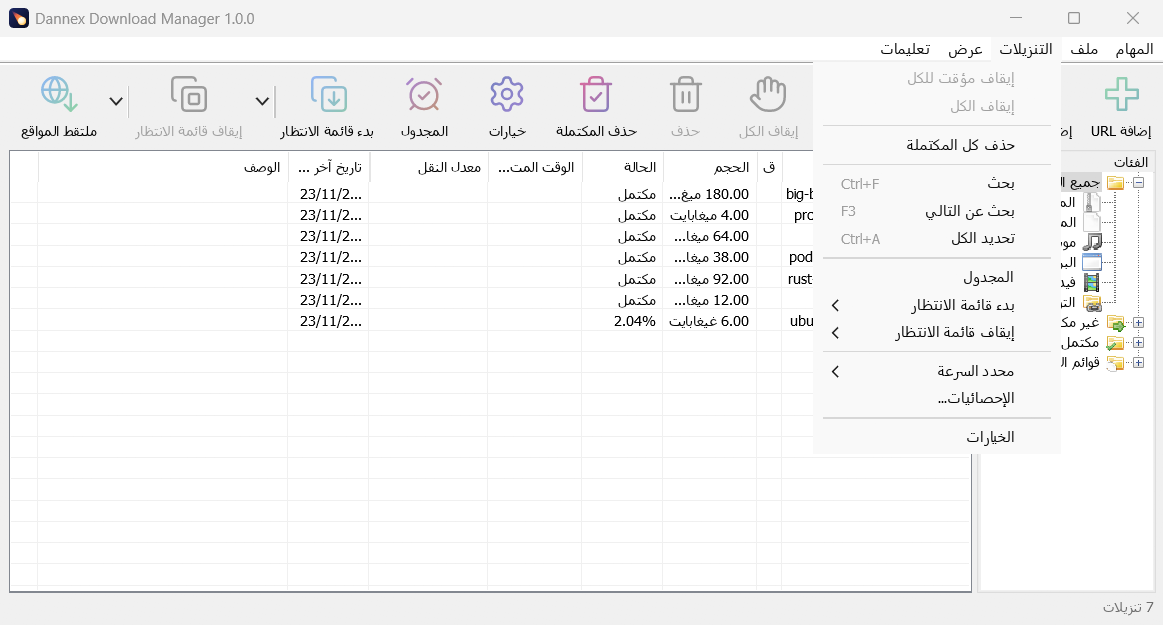 Dannex Download Manager 1.0.0
المهام ملف التنزيلات عرض تعليمات
إضافة URL
إيقاف الكل
حذف
حذف المكتملة
خيارات
المجدول
بدء قائمة الانتظار
إيقاف قائمة الانتظار
ملتقط المواقع
إيقاف مؤقت للكل
إيقاف الكل
حذف كل المكتملة
بحث Ctrl+F
بحث عن التالي F3
تحديد الكل Ctrl+A
المجدول
بدء قائمة الانتظار
إيقاف قائمة الانتظار
محدد السرعة
الإحصائيات...
الخيارات
الفئات
جميع
غير
مكتمل
قوائم
ق الحجم الحالة الوقت المت... معدل النقل تاريخ آخر ... الوصف
180.00 ميغ... مكتمل 23/11/2...
4.00 ميغابايت مكتمل 23/11/2...
64.00 ميغا... مكتمل 23/11/2...
38.00 ميغا... مكتمل 23/11/2...
92.00 ميغا... مكتمل 23/11/2...
12.00 ميغا... مكتمل 23/11/2...
6.00 غيغابايت 2.04% 23/11/2...
7 تنزيلات